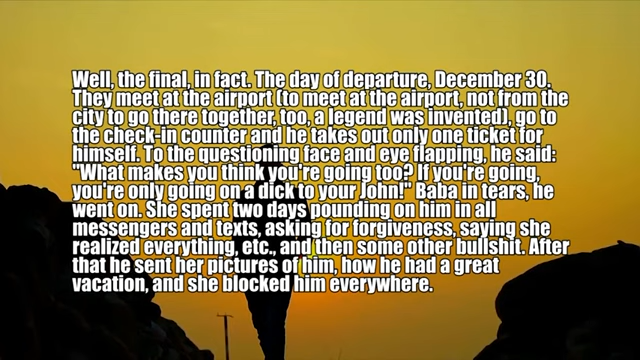 Well, the final, in fact. The day of departure, December 30.
They meet at the airport (to meet at the airport, not from the
city to go there together, too, a legend was invented), go to
the check-in counter and he takes out only one ticket for
himself. To the questioning face and eye flapping, he said:
"What makes you think you're going too? If you're going,
you're only going on a dick to your John!" Baba in tears, he
went on. She spent two days pounding on him in all
messengers and texts, asking for forgiveness, saying she
realized everything, etc., and then some other bullshit. After
that he sent her pictures of him, how he had a great
vacation, and she blocked him everywhere.